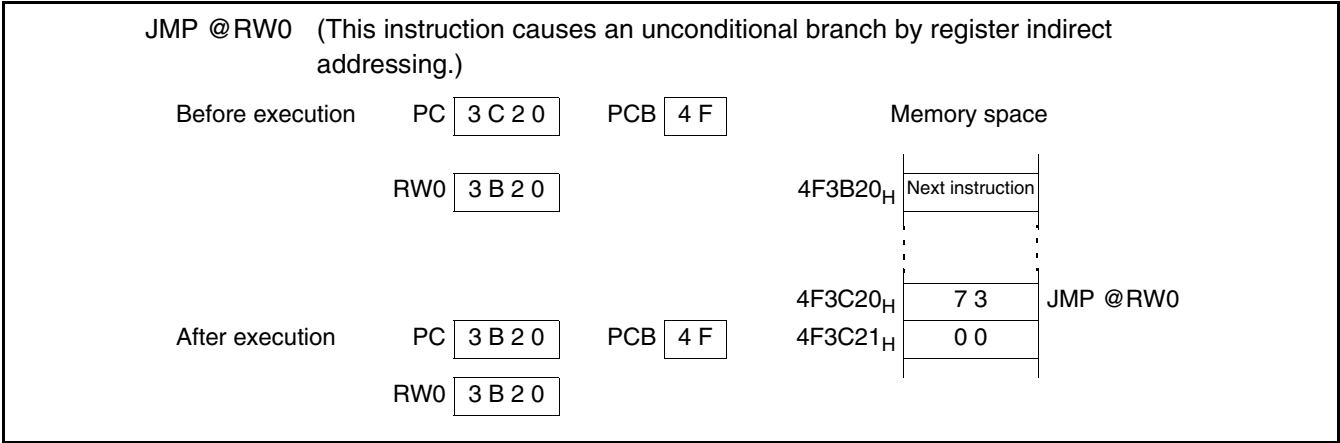 JMP @RW0 (This instruction causes an unconditional branch by register indirect
addressing.)
Before execution PC 3 C 2 0 PCB 4 F Memory space
RW0 3 B 2 0 4F3B20H Next instruction
4F3C20H 7 3 JMP @RW0
After execution PC 3 B 2 0 PCB 4 F 4F3C21H 0 0
RW0 3 B 2 0